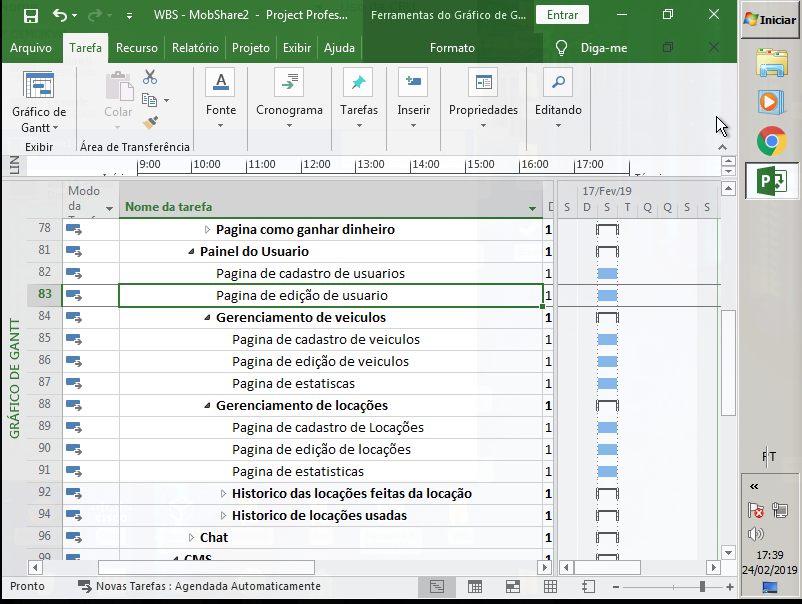 WBS - MobShare2 - Project Profes...
Ferramentas do Gráfico de G...
Entrar
Iniciar
Arquivo Tarefa Recurso Relatório Projeto Exibir Ajuda Formato Diga-me
Gráfico de Gantt
Colar
Fonte
Cronograma
Tarefas
Inserir
Propriedades
Editando
Exibir
Área de Transferência
LIN
9:00 10:00 11:00 12:00 13:00 14:00 15:00 16:00 17:00
Modo da
Nome da tarefa
17/Fev/19
S D S T Q Q S S
78 Pagina como ganhar dinheiro 1
81 Painel do Usuario 1
82 Pagina de cadastro de usuarios 1
83 Pagina de edição de usuario 1
84 Gerenciamento de veiculos 1
85 Pagina de cadastro de veiculos 1
86 Pagina de edição de veiculos 1
87 Pagina de estatiscas 1
88 Gerenciamento de locações 1
89 Pagina de cadastro de Locações 1
90 Pagina de edição de locações 1
91 Pagina de estatisticas 1
92 Historico das locações feitas da locação 1
94 Historico de locações usadas 1
96 Chat 1
99 CMS
GRÁFICO DE GANTT
PT
17:39
24/02/2019
Pronto
Novas Tarefas : Agendada Automaticamente